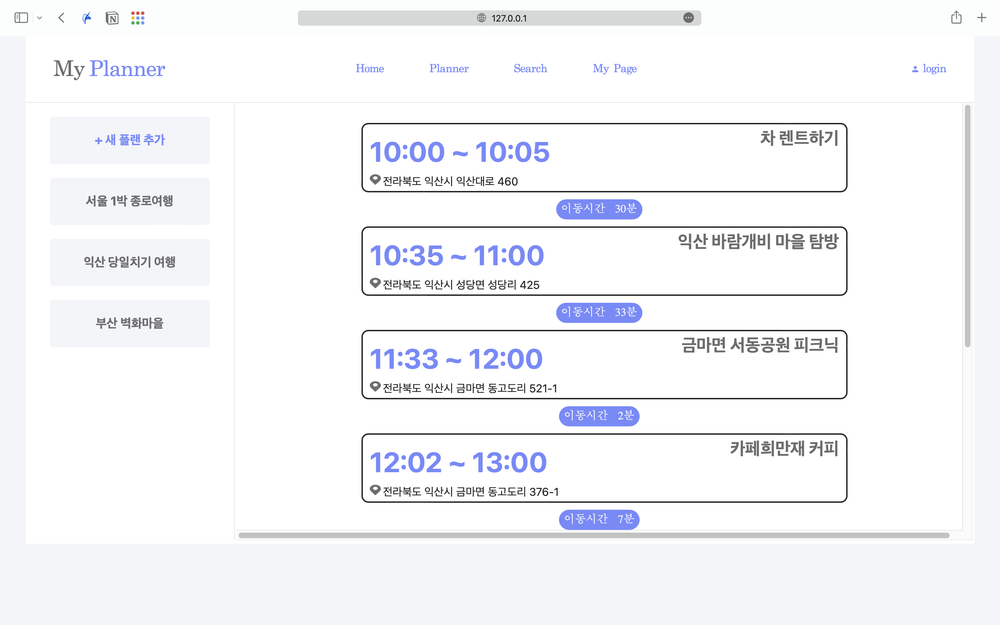 127.0.0.1
My Planner
Home Planner Search My Page
login
+ 새 플랜 추가
서울 1박 종로여행
익산 당일치기 여행
부산 벽화마을
차 렌트하기
10:00 ~ 10:05
전라북도 익산시 익산대로 460
이동시간 30분
익산 바람개비 마을 탐방
10:35 ~ 11:00
전라북도 익산시 성당면 성당리 425
이동시간 33분
금마면 서동공원 피크닉
11:33 ~ 12:00
전라북도 익산시 금마면 동고도리 521-1
이동시간 2분
카페희만재 커피
12:02 ~ 13:00
전라북도 익산시 금마면 동고도리 376-1
이동시간 7분